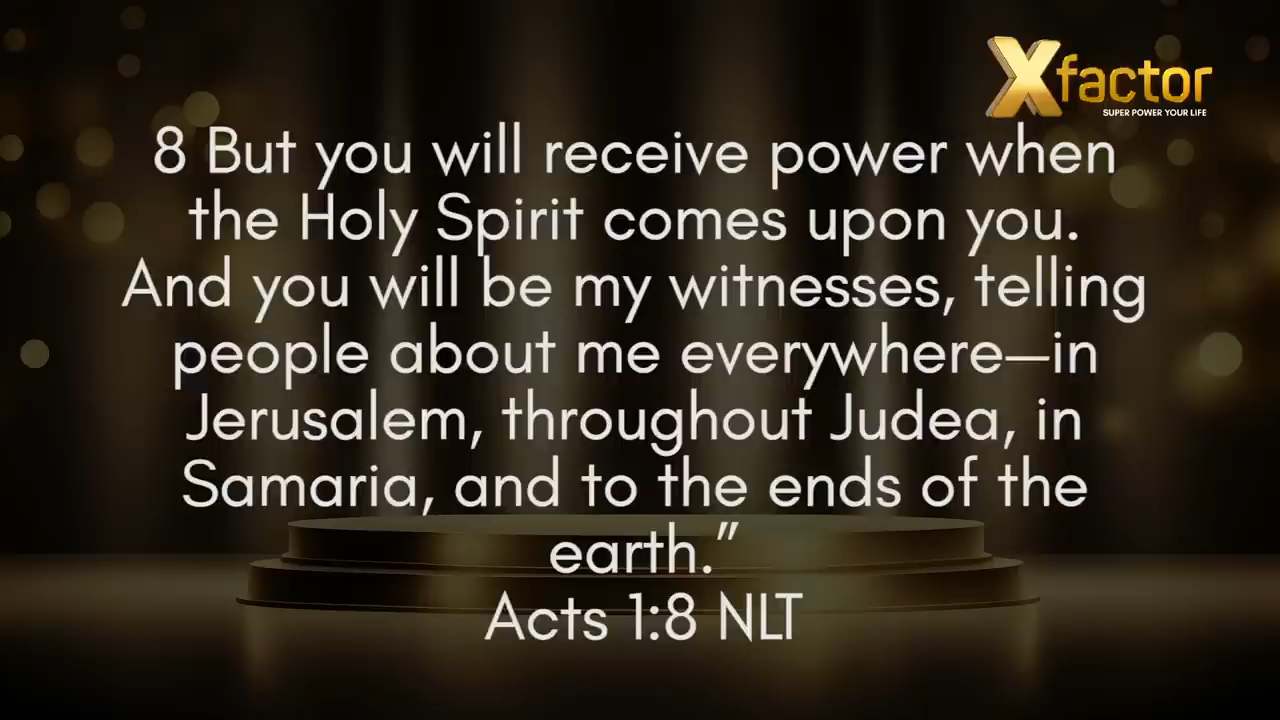 Xfactor
SUPER POWER YOUR LIFE
8 But you will receive power when
the Holy Spirit comes upon you.
And you will be my witnesses, telling
people about me everywhere—in
Jerusalem, throughout Judea, in
Samaria, and to the ends of the
earth.”
Acts 1:8 NLT